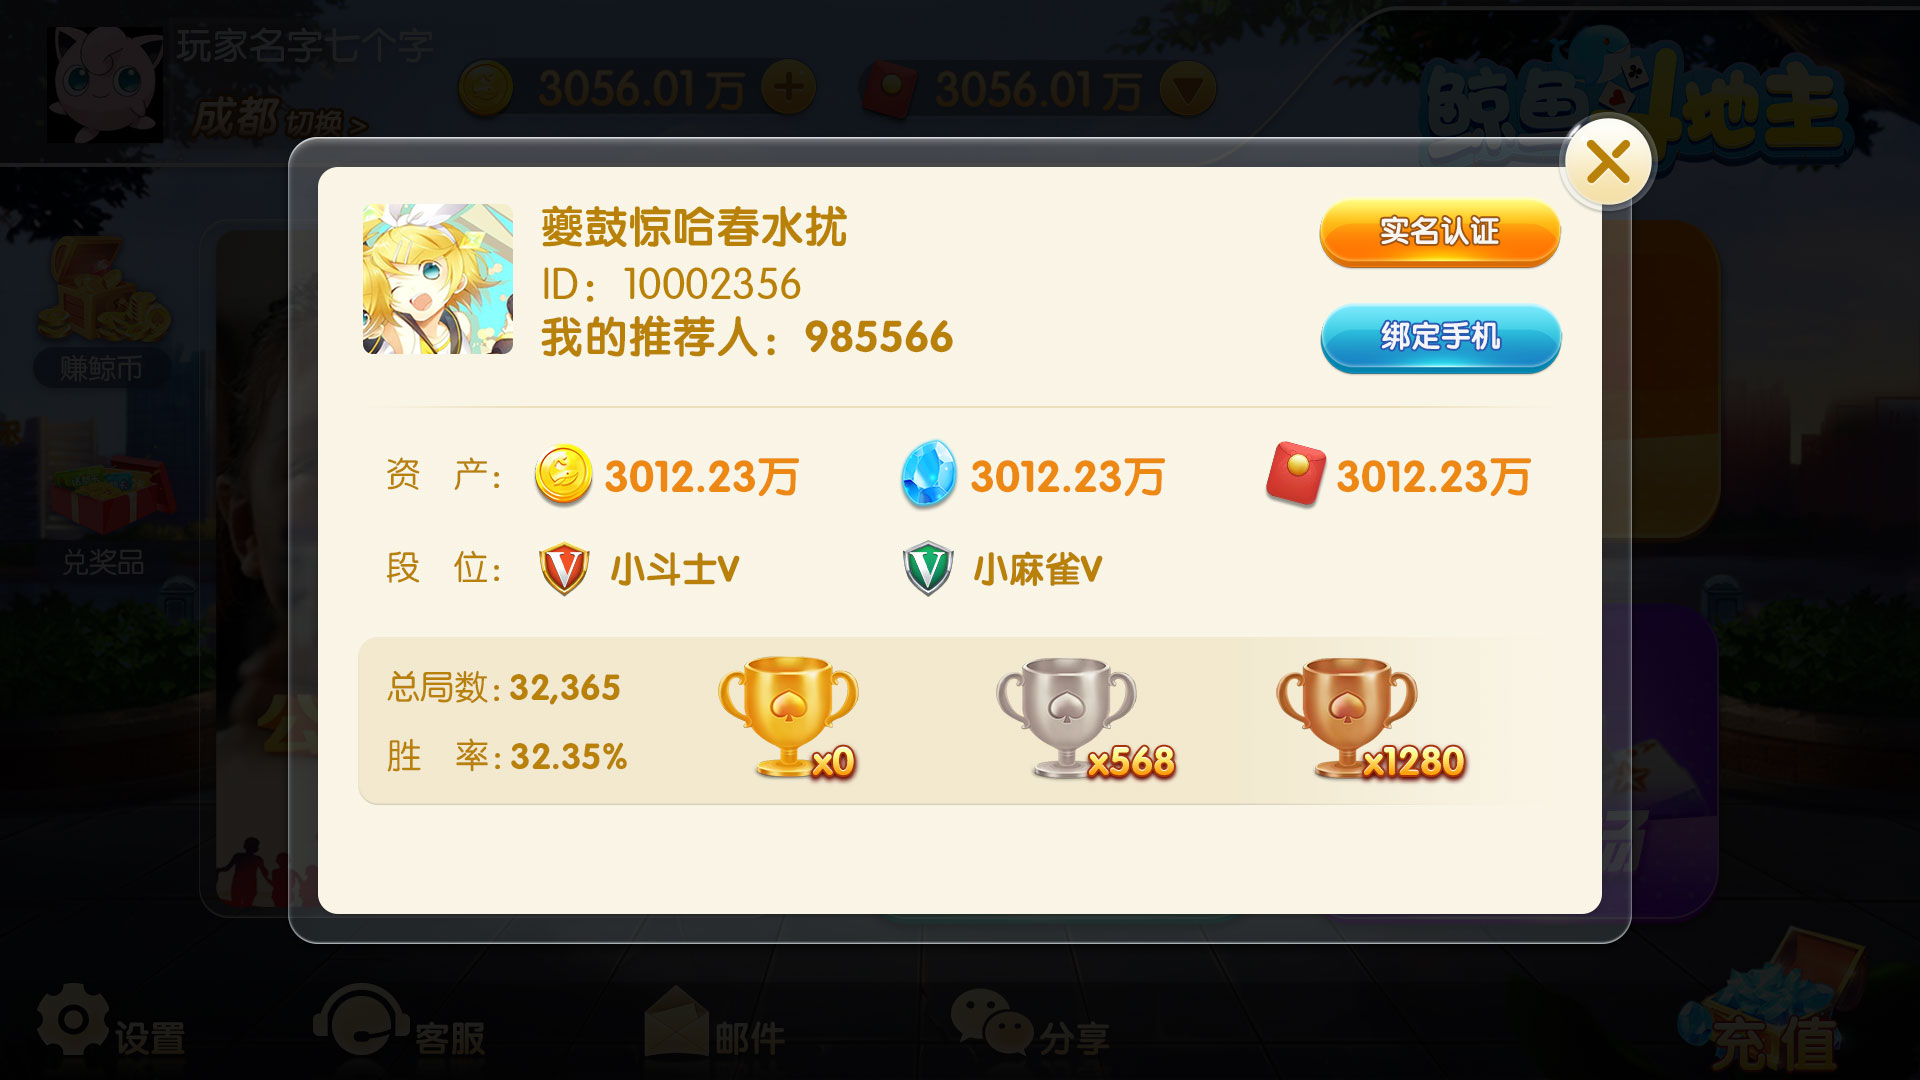 玩家名字七个字
成都 切换 >
3056.01万
3056.01万
鲸鱼斗地主
夔鼓惊哈春水扰
ID：10002356
我的推荐人：985566
实名认证
绑定手机
赚鲸币
兑奖品
资 产：
3012.23万
3012.23万
3012.23万
段 位：
V 小斗士V
V 小麻雀V
总局数：32,365
胜 率：32.35%
x0
x568
x1280
公
设置
客服
邮件
分享
充值